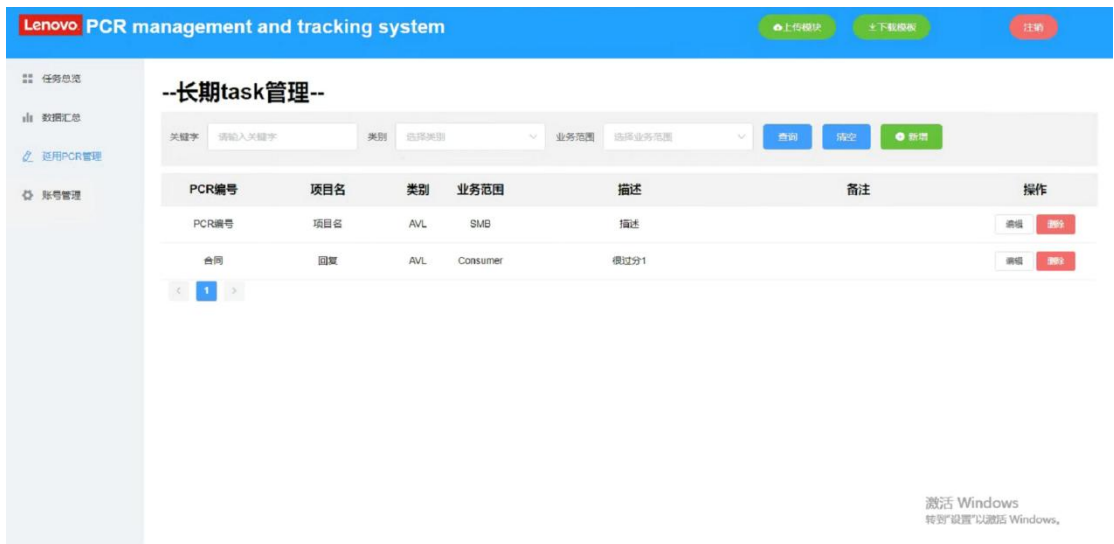 Lenovo PCR management and tracking system
上传模块 下载模板 注销
任务总览
数据汇总
适用PCR管理
账号管理
--长期task管理--
关键字 请输入关键字 类别 选择类别 业务范围 选择业务范围 查询 清空 新增
PCR编号 项目名 类别 业务范围 描述 备注 操作
PCR编号 项目名 AVL SMB 描述 编辑 删除
合同 回复 AVL Consumer 很过分1 编辑 删除
1
激活 Windows
转到"设置"以激活 Windows。